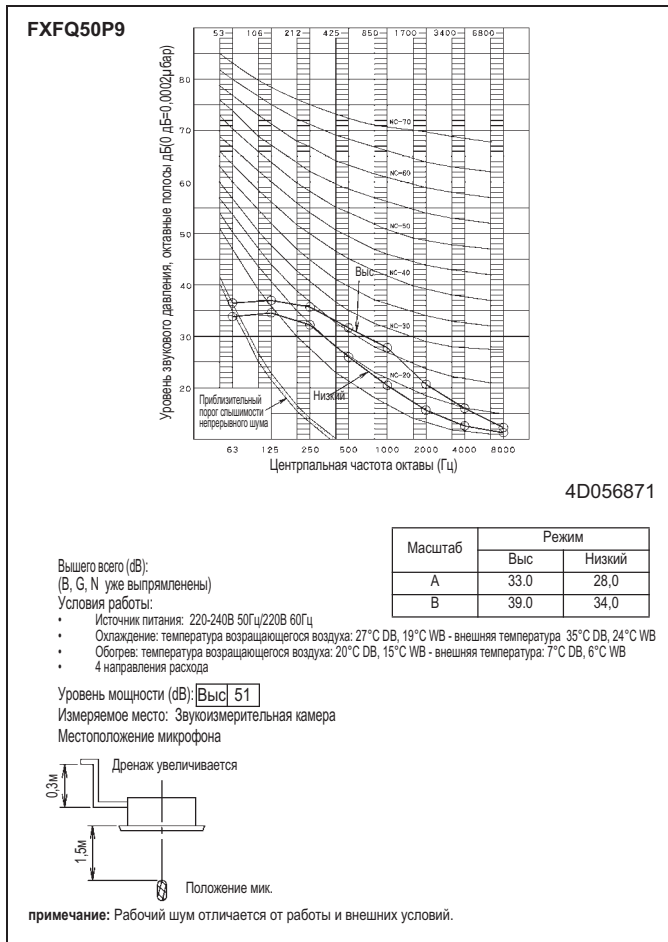 FXFQ50P9
53 106 212 425 850 1700 3400 6800
Уровень звукового давления, октавные полосы дБ(0 дБ=0,0002µ бар)
80
70
60
50
40
30
20
NC-70
NC-60
NC-50
NC-40
NC-30
NC-20
Выс
Низкий
Приблизительный
порог слышимости
непрерывного шума
63 125 250 500 1000 2000 4000 8000
Центрпальная частота октавы (Гц)
4D056871
Масштаб Режим
Выс Низкий
A 33.0 28,0
B 39.0 34,0
Вышего всего (dB):
(B, G, N уже выпрямленены)
Условия работы:
• Источник питания: 220-240В 50Гц/220В 60Гц
• Охлаждение: температура возращающегося воздуха: 27°C DB, 19°C WB - внешняя температура 35°C DB, 24°C WB
• Обогрев: температура возращающегося воздуха: 20°C DB, 15°C WB - внешняя температура: 7°C DB, 6°C WB
• 4 направления расхода
Уровень мощности (dB): Выс 51
Измеряемое место: Звукоизмерительная камера
Местоположение микрофона
Дренаж увеличивается
0,3м
1,5м
Положение мик.
примечание: Рабочий шум отличается от работы и внешних условий.